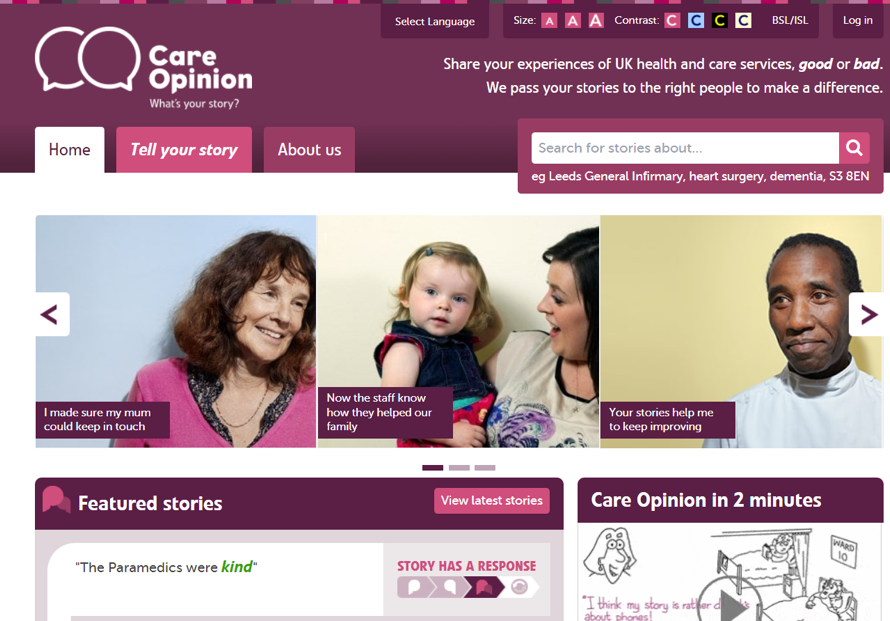 Select Language
Size: A A A Contrast: C C C C
BSL/ISL
Log in
Care
Opinion
What's your story?
Share your experiences of UK health and care services, good or bad.
We pass your stories to the right people to make a difference.
Home
Tell your story
About us
Search for stories about...
eg Leeds General Infirmary, heart surgery, dementia, S3 8EN
I made sure my mum
could keep in touch
Now the staff know
how they helped our
family
Your stories help me
to keep improving
Featured stories
View latest stories
Care Opinion in 2 minutes
"The Paramedics were kind"
STORY HAS A RESPONSE
WARD
10
"I think my story is rather
about phones!